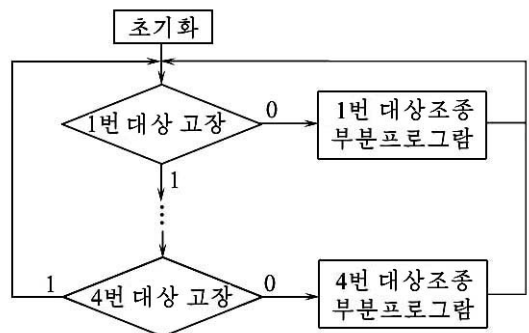 초기화
1번 대상 고장
0
1번 대상조종
부분프로그람
1
⋮
1
4번 대상 고장
0
4번 대상조종
부분프로그람